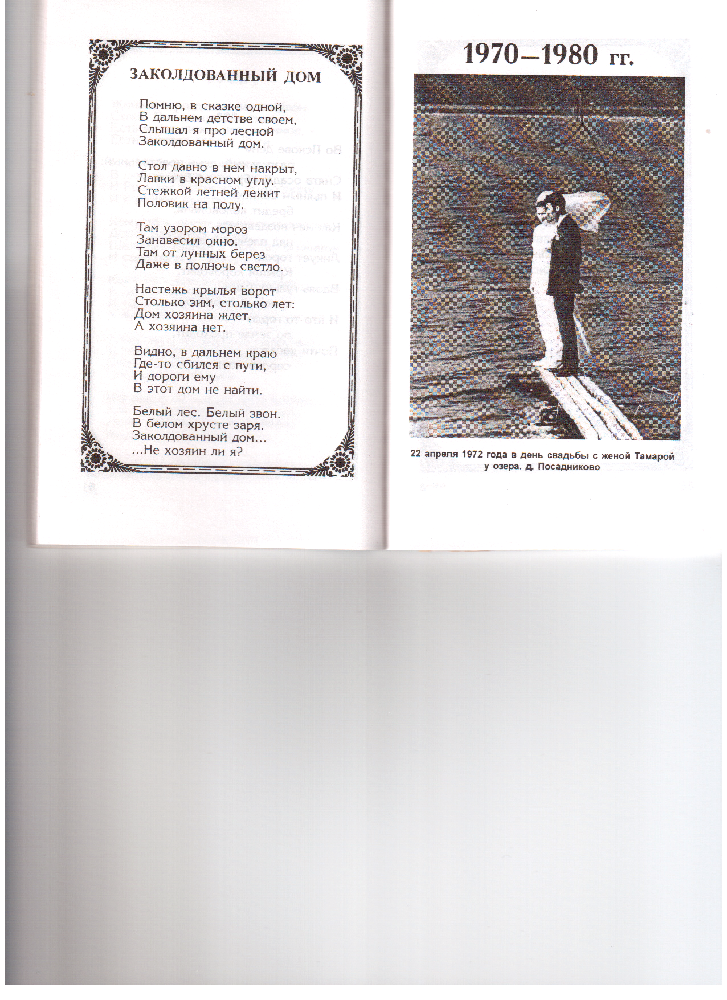 ЗАКОЛДОВАННЫЙ ДОМ
Помню, в сказке одной,
В дальнем детстве своем,
Слышал я про лесной
Заколдованный дом.
Стол давно в нем накрыт,
Лавки в красном углу.
Стежкой летней лежит
Половик на полу.
Там узором мороз
Занавесил окно.
Там от лунных берез
Даже в полночь светло.
Настежь крылья ворот
Столько зим, столько лет:
Дом хозяина ждет,
А хозяина нет.
Видно, в дальнем краю
Где-то сбился с пути,
И дороги ему
В этот дом не найти.
Белый лес. Белый звон.
В белом хрусте заря.
Заколдованный дом...
...Не хозяин ли я?
1970—1980 гг.
22 апреля 1972 года в день свадьбы с женой Тамарой
у озера. д. Посадниково